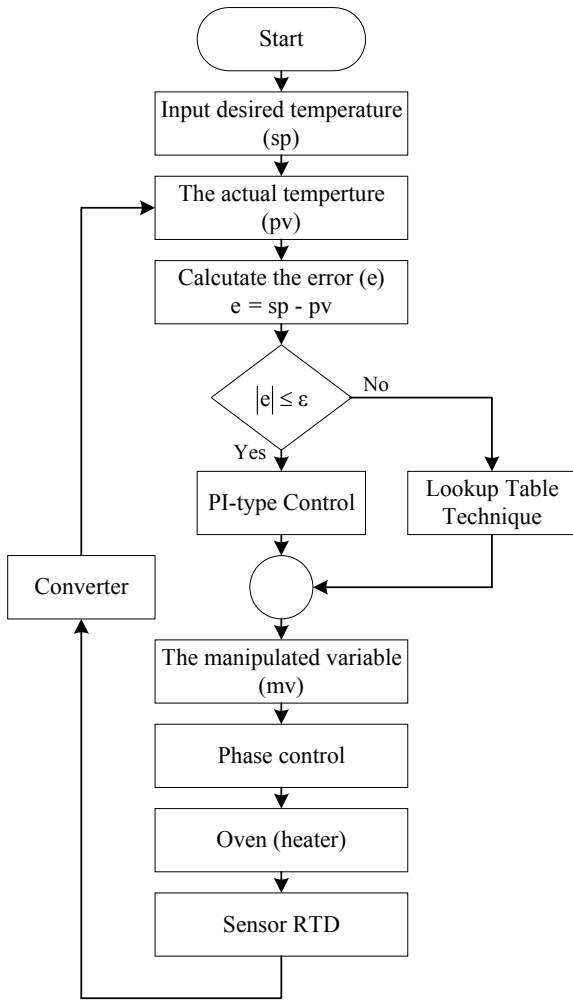 Start
Input desired temperature
(sp)
The actual temperture
(pv)
Calcutate the error (e)
e = sp - pv
|e| ≤ ε
No
Yes
PI-type Control
Lookup Table
Technique
Converter
The manipulated variable
(mv)
Phase control
Oven (heater)
Sensor RTD